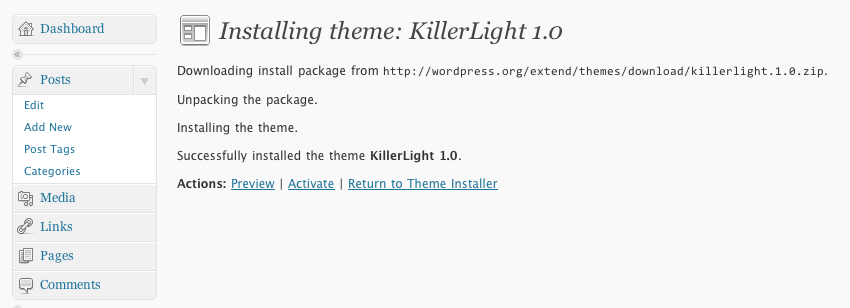 Dashboard
Posts
Edit
Add New
Post Tags
Categories
Media
Links
Pages
Comments
Installing theme: KillerLight 1.0
Downloading install package from http://wordpress.org/extend/themes/download/killerlight.1.0.zip.
Unpacking the package.
Installing the theme.
Successfully installed the theme KillerLight 1.0.
Actions: Preview | Activate | Return to Theme Installer